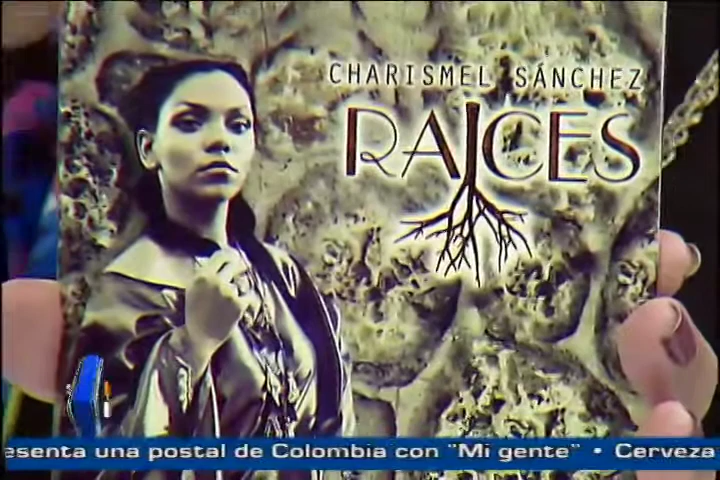 CHARISMEL SÁNCHEZ
RAÍCES
esenta una postal de Colombia con "Mi gente" • Cerveza